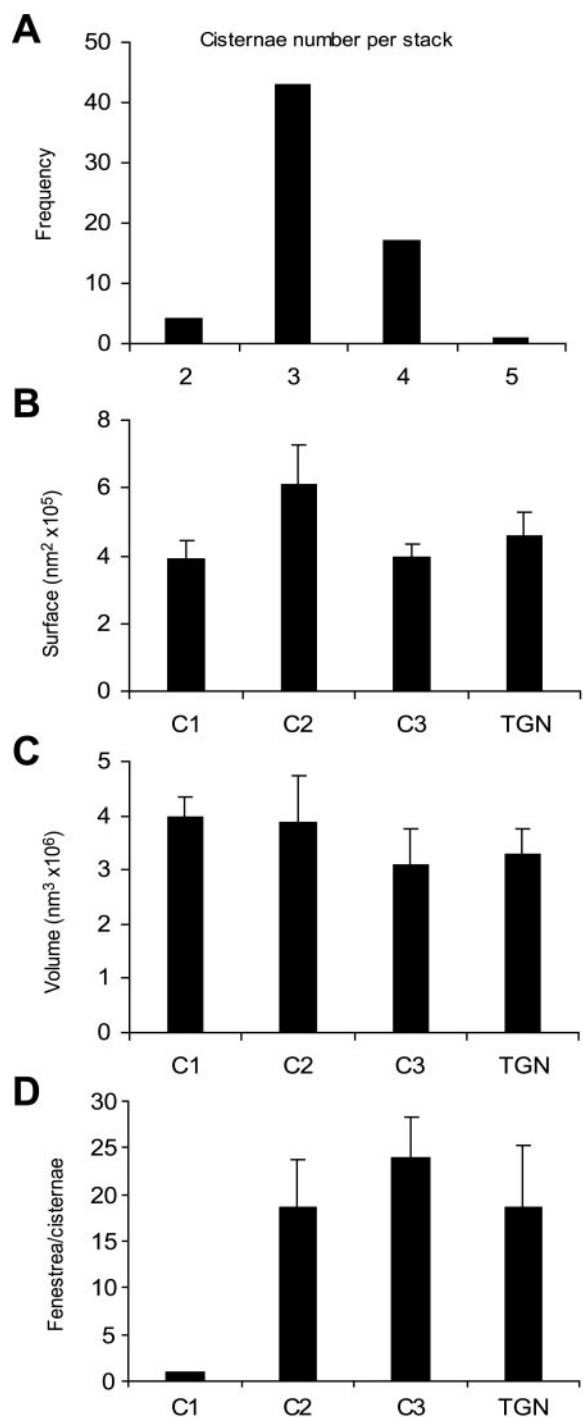 A
Cisternae number per stack
Frequency
50
40
30
20
10
0
2 3 4 5
B
Surface (nm² x10⁵)
8
6
4
2
0
C1 C2 C3 TGN
C
Volume (nm³ x10⁶)
5
4
3
2
1
0
C1 C2 C3 TGN
D
Fenestrea/cisternae
30
25
20
15
10
5
0
C1 C2 C3 TGN